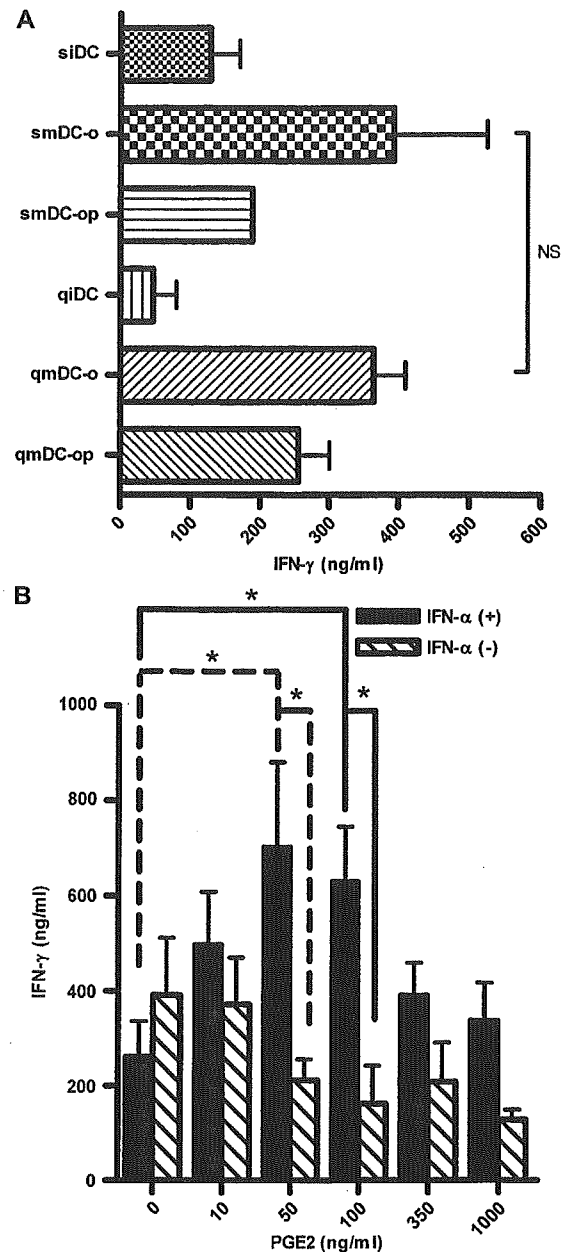 A
siDC
smDC-o
smDC-op
qiDC
qmDC-o
qmDC-op
NS
0 100 200 300 400 500 600
IFN-γ (ng/ml)
B
*
IFN-α (+)
IFN-α (-)
*
*
*
1000
800
600
400
200
0
IFN-γ (ng/ml)
0 10 50 100 350 1000
PGE2 (ng/ml)